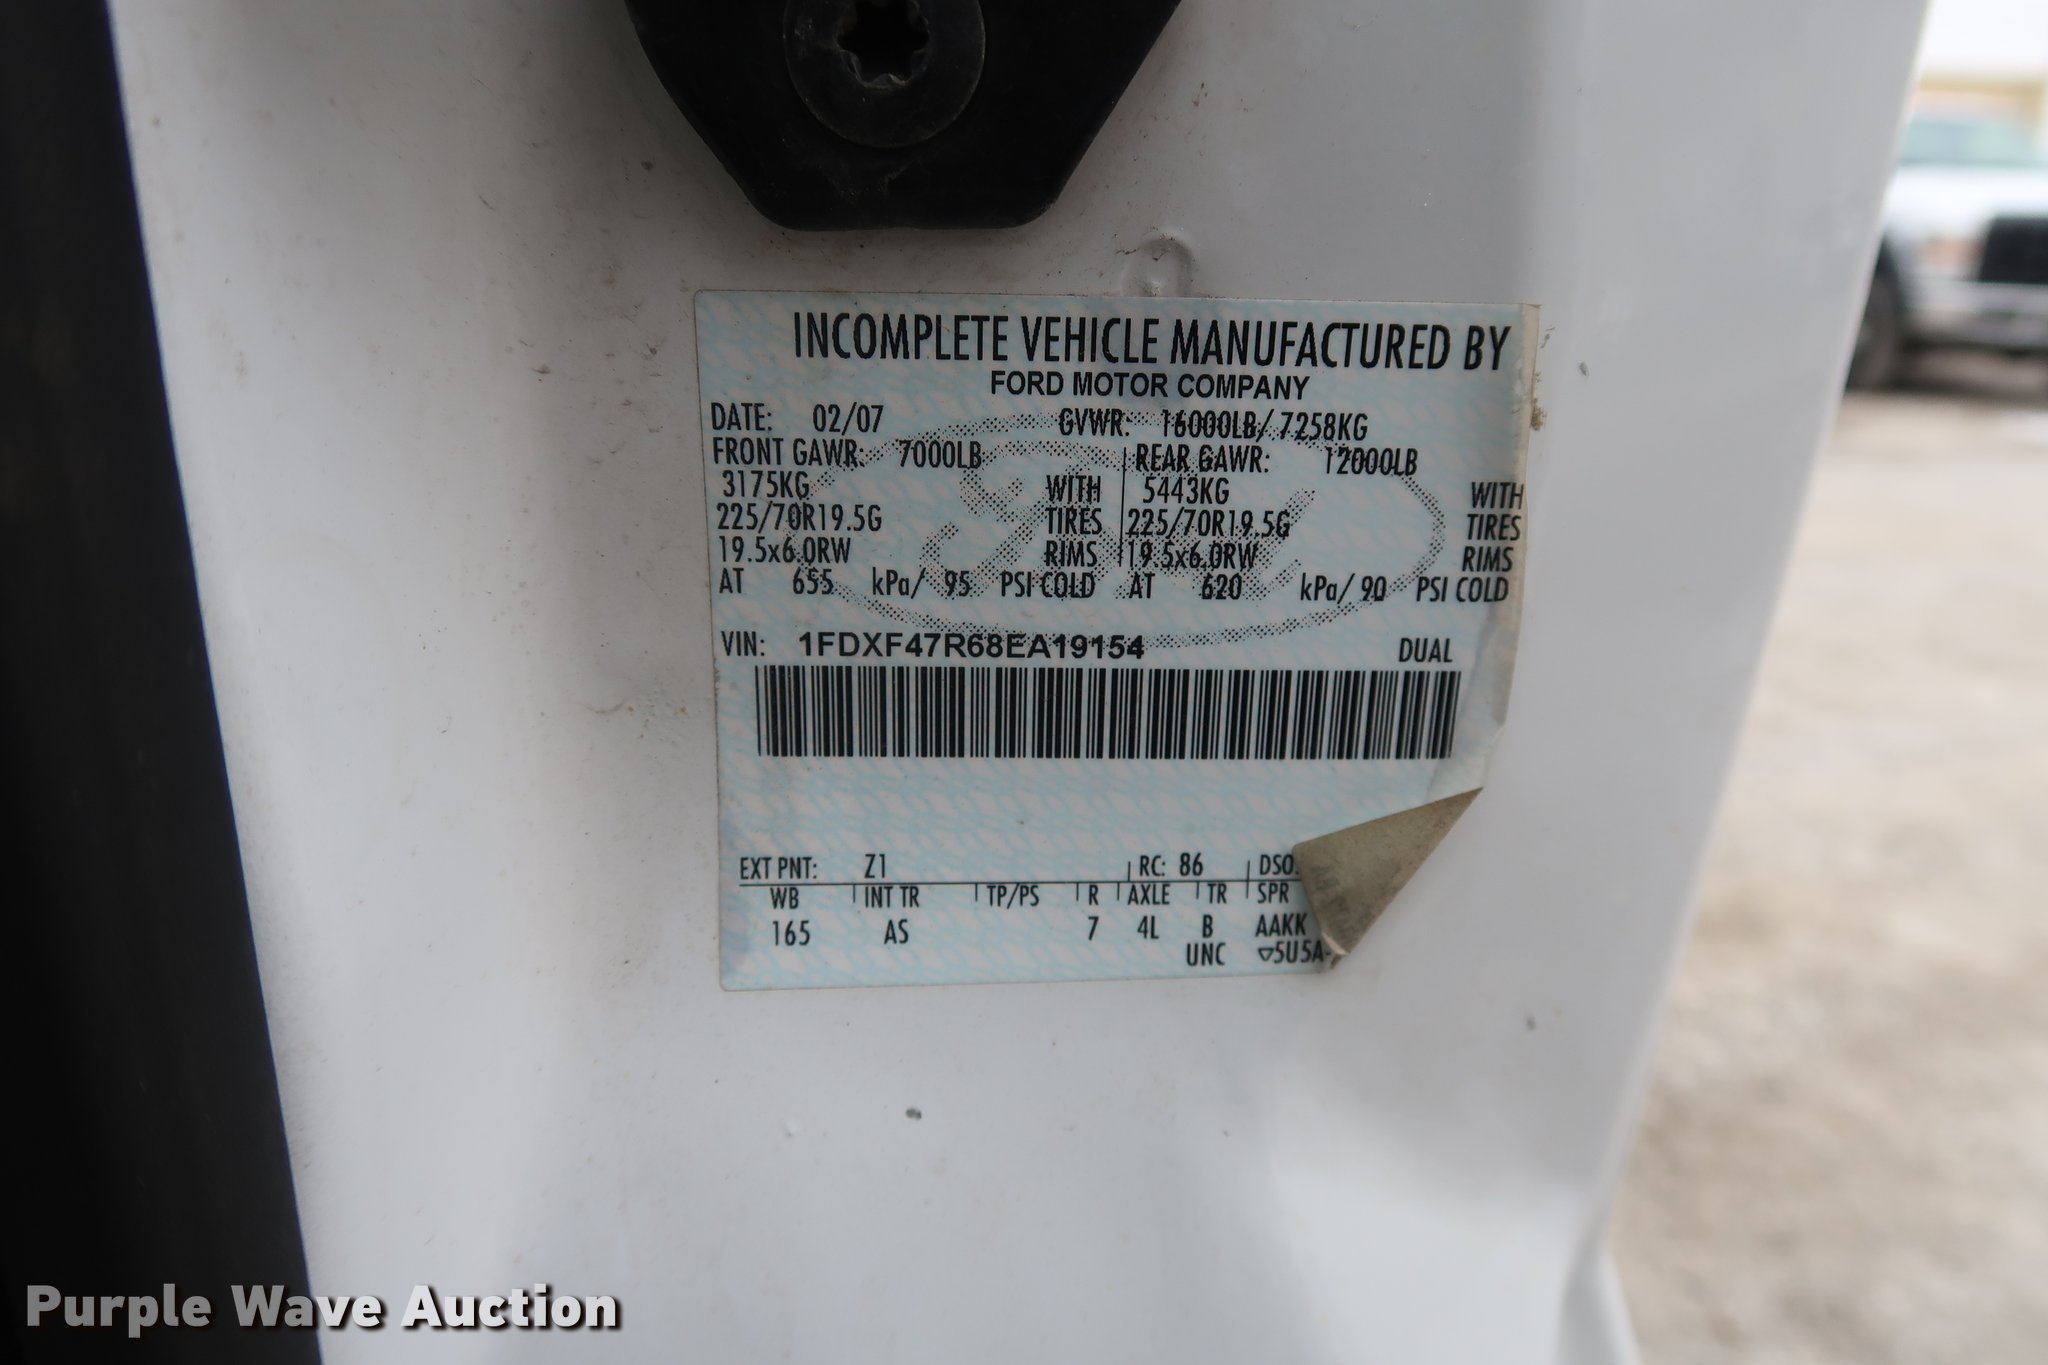 INCOMPLETE VEHICLE MANUFACTURED BY
FORD MOTOR COMPANY
DATE: 02/07 GVWR: 16000LB/ 7258KG
FRONT GAWR: 7000LB REAR GAWR: 12000LB
3175KG WITH 5443KG WITH
225/70R19.5G TIRES 225/70R19.5G TIRES
19.5x6.0RW RIMS 19.5x6.0RW RIMS
AT 655 kPa/ 95 PSI COLD AT 620 kPa/ 90 PSI COLD
VIN: 1FDXF47R68EA19154 DUAL
EXT PNT: Z1 RC: 86 DSO:
WB INT TR TP/PS R AXLE TR SPR
165 AS 7 4L B AAKK
UNC ▽5U5A-
Purple Wave Auction